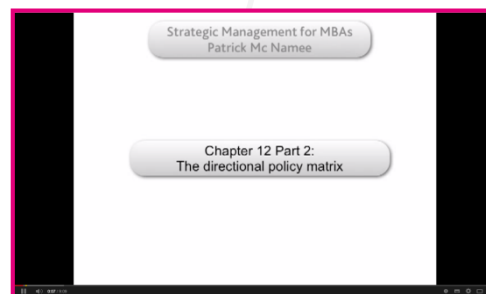 Strategic Management for MBAs
Patrick Mc Namee
Chapter 12 Part 2:
The directional policy matrix